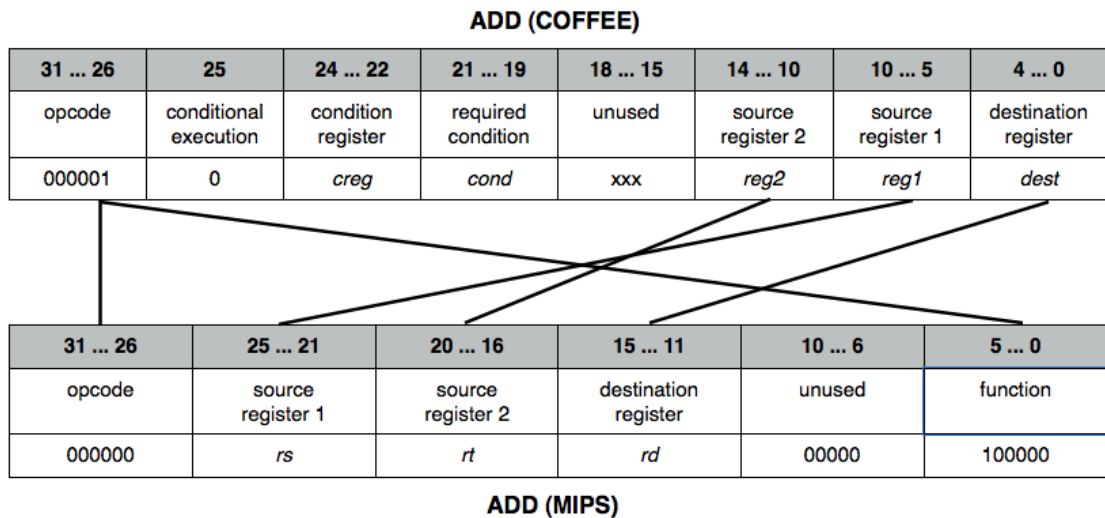 ADD (COFFEE)
31 ... 26 25 24 ... 22 21 ... 19 18 ... 15 14 ... 10 10 ... 5 4 ... 0
opcode conditional condition required unused source source destination
execution register condition register 2 register 1 register
000001 0 creg cond xxx reg2 reg1 dest
31 ... 26 25 ... 21 20 ... 16 15 ... 11 10 ... 6 5 ... 0
opcode source source destination unused function
register 1 register 2 register
000000 rs rt rd 00000 100000
ADD (MIPS)